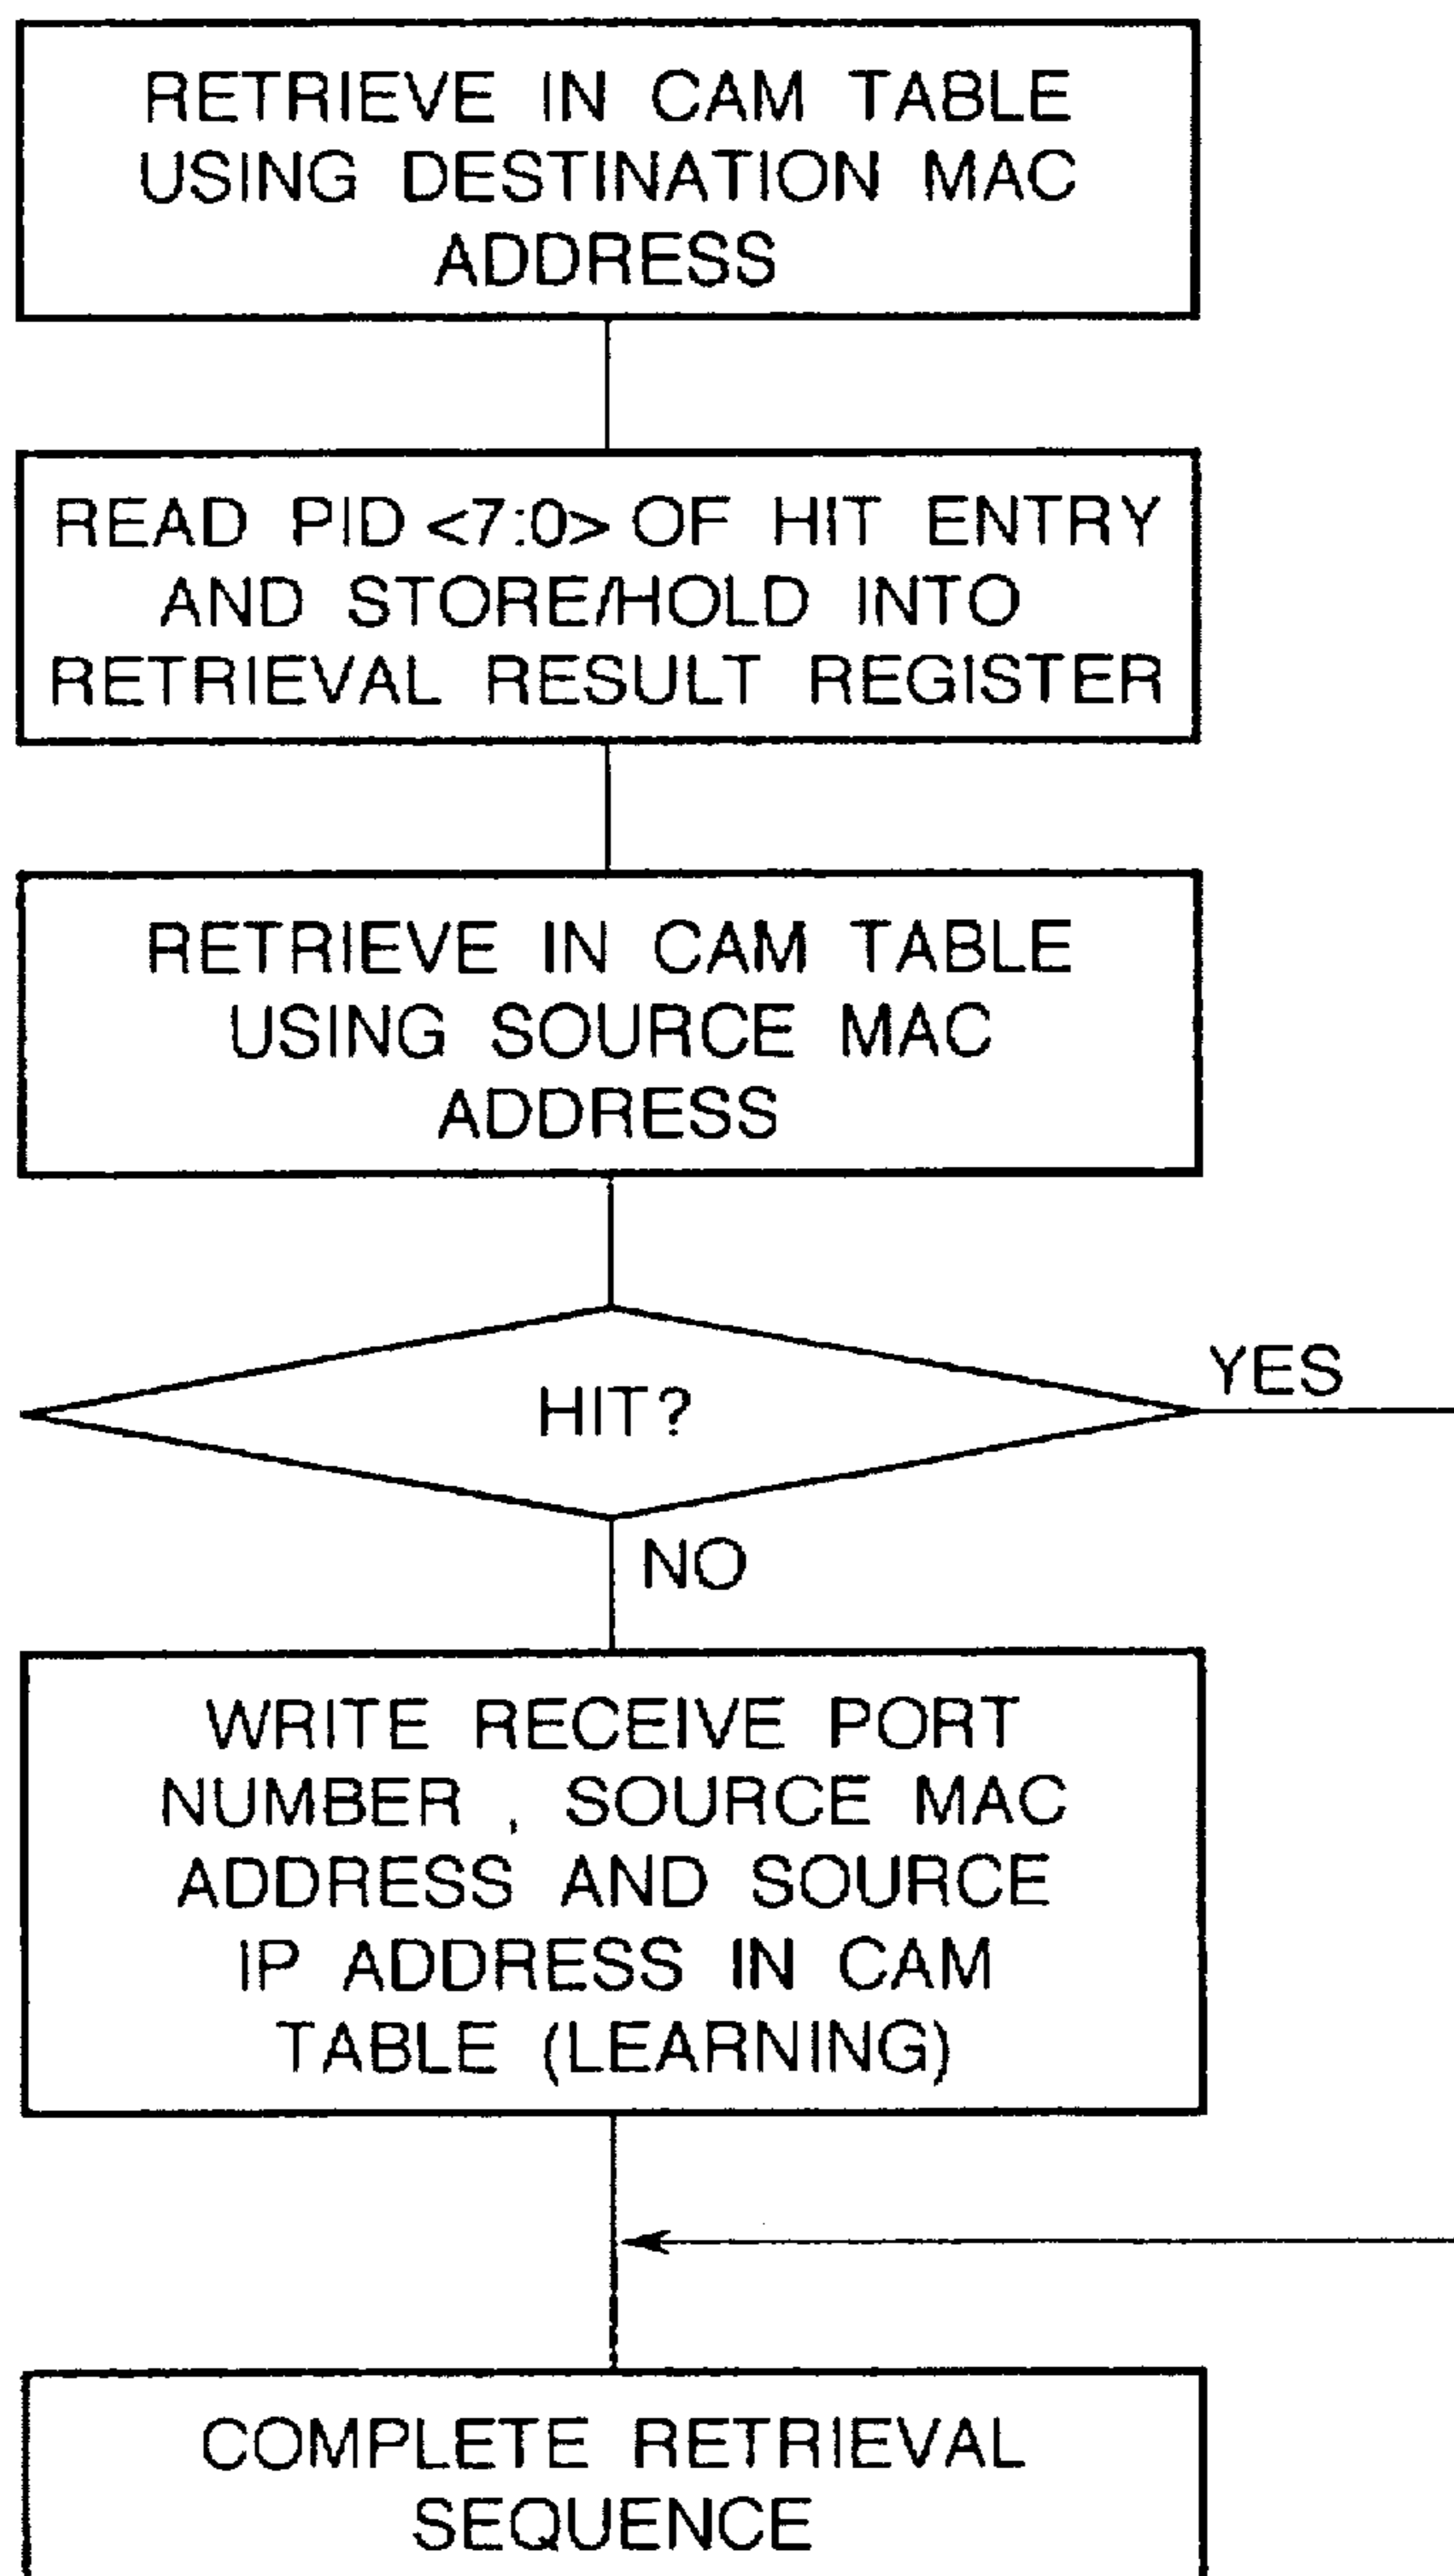 RETRIEVE IN CAM TABLE
USING DESTINATION MAC
ADDRESS
READ PID <7:0> OF HIT ENTRY
AND STORE/HOLD INTO
RETRIEVAL RESULT REGISTER
RETRIEVE IN CAM TABLE
USING SOURCE MAC
ADDRESS
HIT?
YES
NO
WRITE RECEIVE PORT
NUMBER , SOURCE MAC
ADDRESS AND SOURCE
IP ADDRESS IN CAM
TABLE (LEARNING)
COMPLETE RETRIEVAL
SEQUENCE